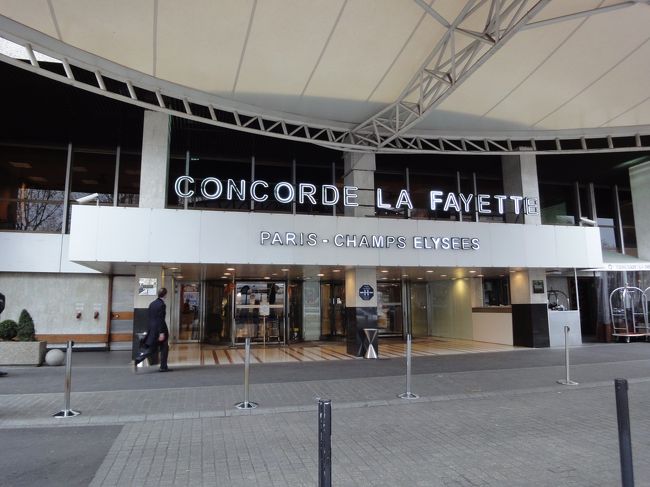 CONCORDE LA FAYETTE
PARIS - CHAMPS ELYSEES